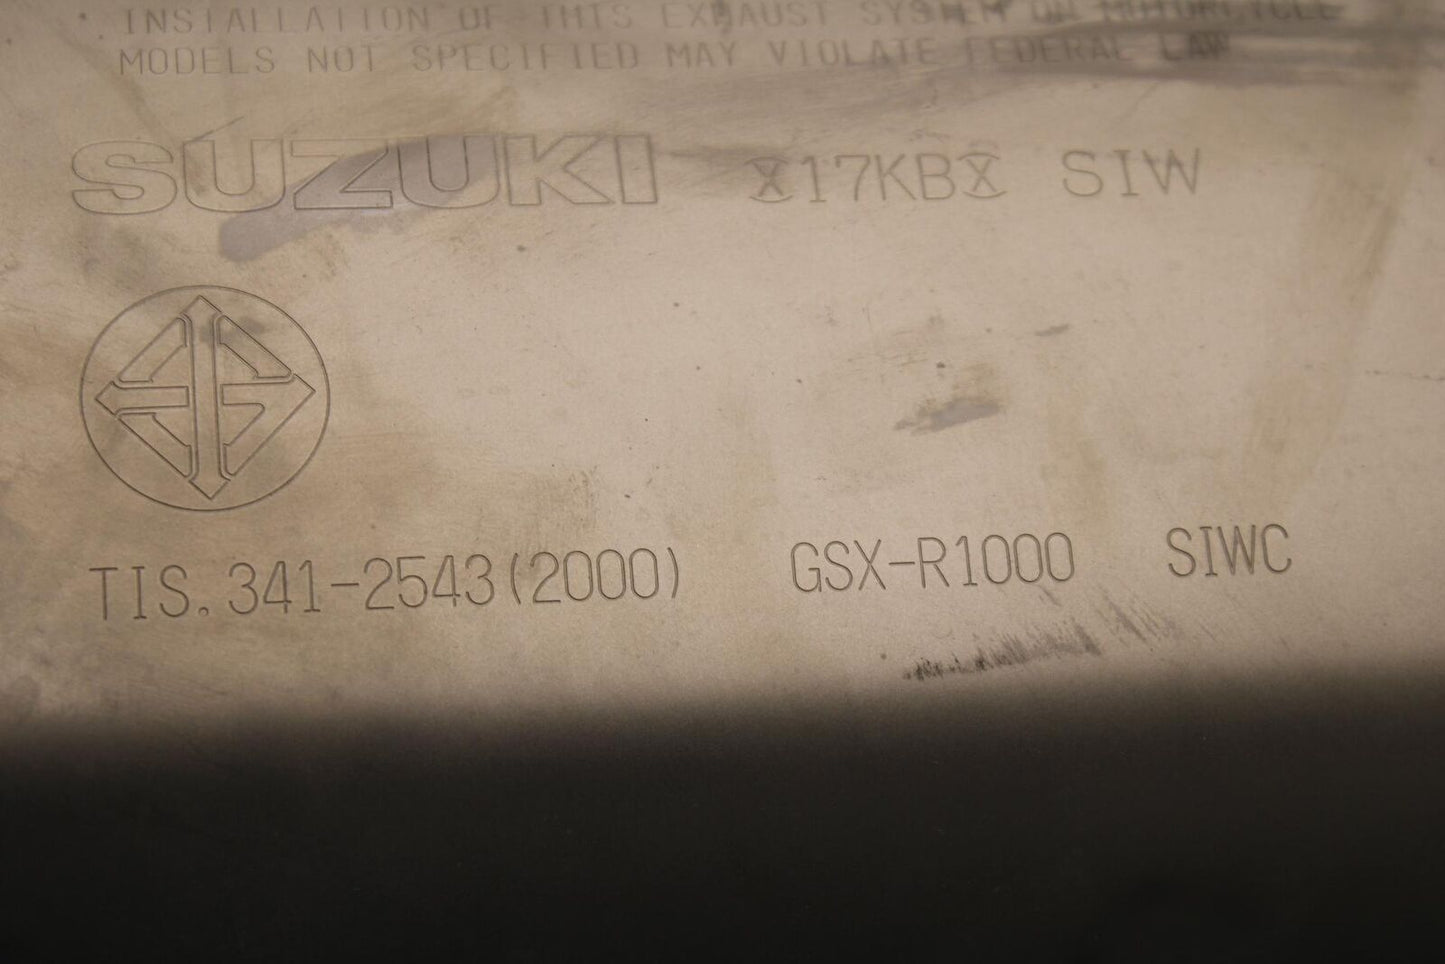 INSTALLATION OF THIS EXHAUST SYSTEM ON MOTORCYCLE
MODELS NOT SPECIFIED MAY VIOLATE FEDERAL LAW
SUZUKI 17KB SIW
TIS. 341-2543(2000) GSX-R1000 SIWC